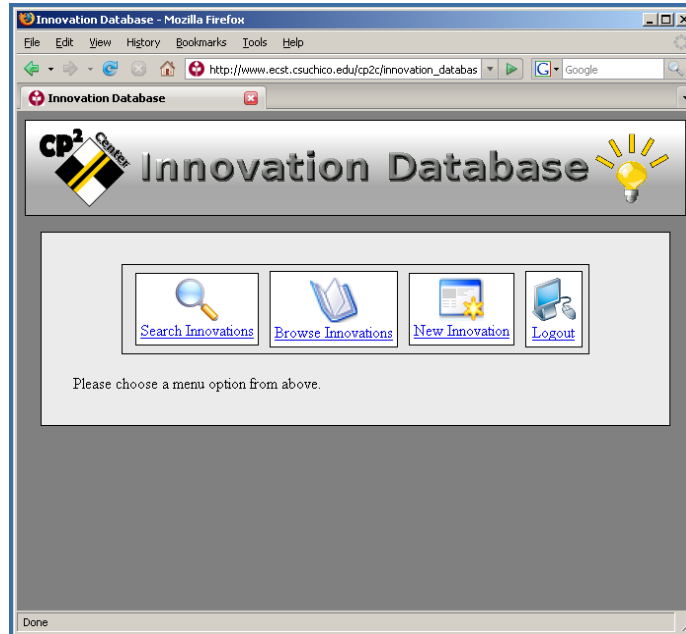 Innovation Database - Mozilla Firefox
File Edit View History Bookmarks Tools Help
http://www.ecst.csuchico.edu/cp2c/innovation_databas G Google
Innovation Database
CP2 Center Innovation Database
Search Innovations Browse Innovations New Innovation Logout
Please choose a menu option from above.
Done